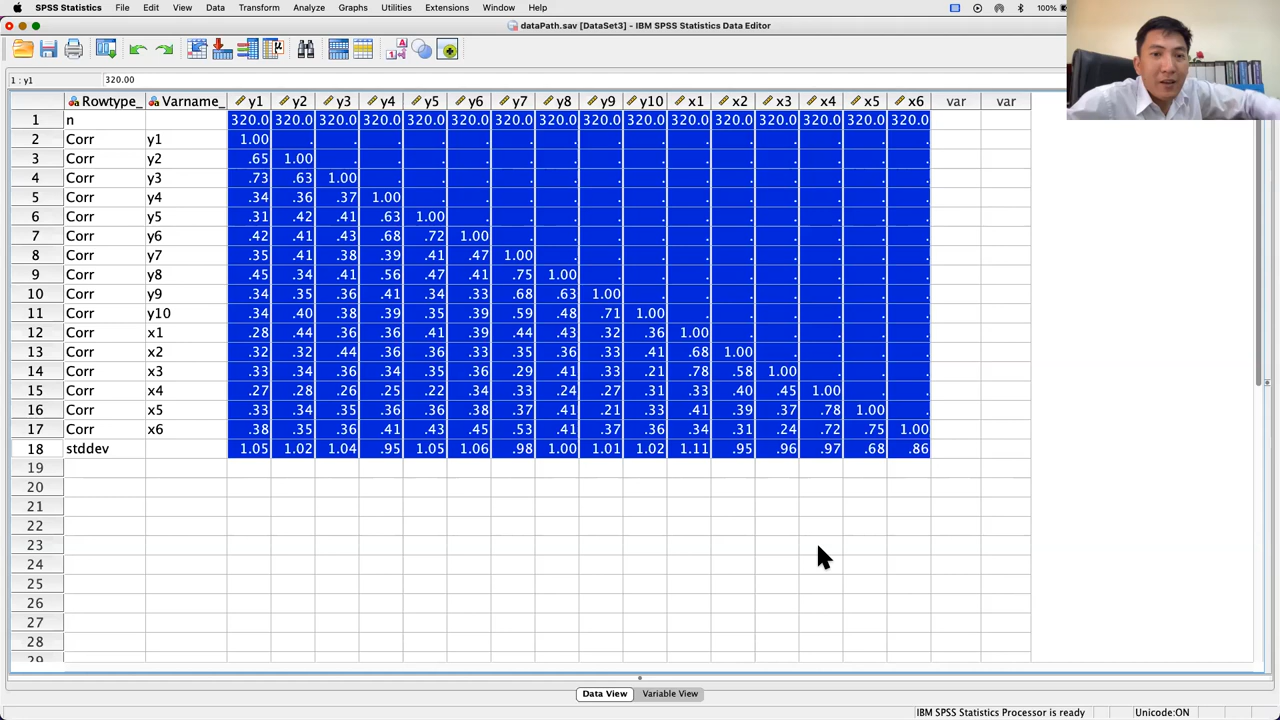 SPSS Statistics File Edit View Data Transform Analyze Graphs Utilities Extensions Window Help 100%
dataPath.sav [DataSet3] - IBM SPSS Statistics Data Editor
1 : y1 320.00
Rowtype_ Varname_ y1 y2 y3 y4 y5 y6 y7 y8 y9 y10 x1 x2 x3 x4 x5 x6 var var
1 n 320.0 320.0 320.0 320.0 320.0 320.0 320.0 320.0 320.0 320.0 320.0 320.0 320.0 320.0 320.0 320.0
2 Corr y1 1.00 . . . . . . . . . . . . . . .
3 Corr y2 .65 1.00 . . . . . . . . . . . . . .
4 Corr y3 .73 .63 1.00 . . . . . . . . . . . . .
5 Corr y4 .34 .36 .37 1.00 . . . . . . . . . . . .
6 Corr y5 .31 .42 .41 .63 1.00 . . . . . . . . . . .
7 Corr y6 .42 .41 .43 .68 .72 1.00 . . . . . . . . . .
8 Corr y7 .35 .41 .38 .39 .41 .47 1.00 . . . . . . . . .
9 Corr y8 .45 .34 .41 .56 .47 .41 .75 1.00 . . . . . . . .
10 Corr y9 .34 .35 .36 .41 .34 .33 .68 .63 1.00 . . . . . . .
11 Corr y10 .34 .40 .38 .39 .35 .39 .59 .48 .71 1.00 . . . . . .
12 Corr x1 .28 .44 .36 .36 .41 .39 .44 .43 .32 .36 1.00 . . . . .
13 Corr x2 .32 .32 .44 .36 .36 .33 .35 .36 .33 .41 .68 1.00 . . . .
14 Corr x3 .33 .34 .36 .34 .35 .36 .29 .41 .33 .21 .78 .58 1.00 . . .
15 Corr x4 .27 .28 .26 .25 .22 .34 .33 .24 .27 .31 .33 .40 .45 1.00 . .
16 Corr x5 .33 .34 .35 .36 .36 .38 .37 .41 .21 .33 .41 .39 .37 .78 1.00 .
17 Corr x6 .38 .35 .36 .41 .43 .45 .53 .41 .37 .36 .34 .31 .24 .72 .75 1.00
18 stddev 1.05 1.02 1.04 .95 1.05 1.06 .98 1.00 1.01 1.02 1.11 .95 .96 .97 .68 .86
19
20
21
22
23
24
25
26
27
28
29
Data View Variable View
IBM SPSS Statistics Processor is ready Unicode:ON